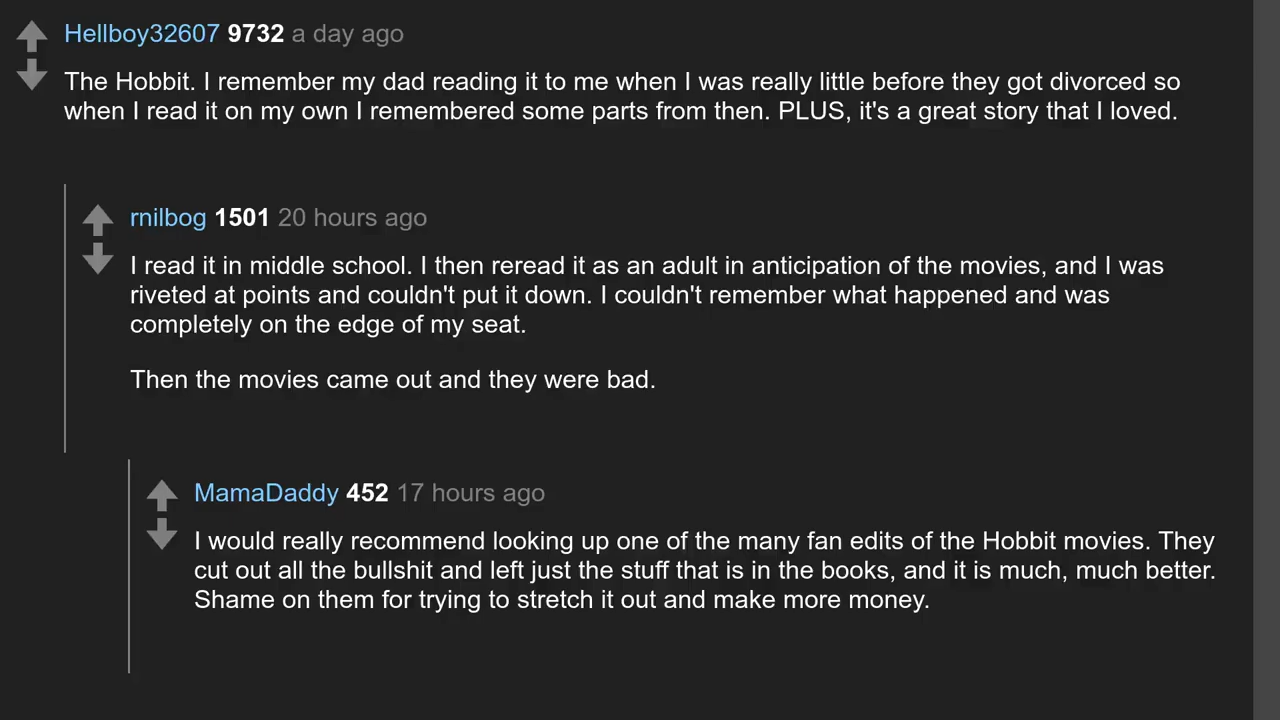 Hellboy32607 9732 a day ago
The Hobbit. I remember my dad reading it to me when I was really little before they got divorced so
when I read it on my own I remembered some parts from then. PLUS, it's a great story that I loved.
rnilbog 1501 20 hours ago
I read it in middle school. I then reread it as an adult in anticipation of the movies, and I was
riveted at points and couldn't put it down. I couldn't remember what happened and was
completely on the edge of my seat.
Then the movies came out and they were bad.
MamaDaddy 452 17 hours ago
I would really recommend looking up one of the many fan edits of the Hobbit movies. They
cut out all the bullshit and left just the stuff that is in the books, and it is much, much better.
Shame on them for trying to stretch it out and make more money.